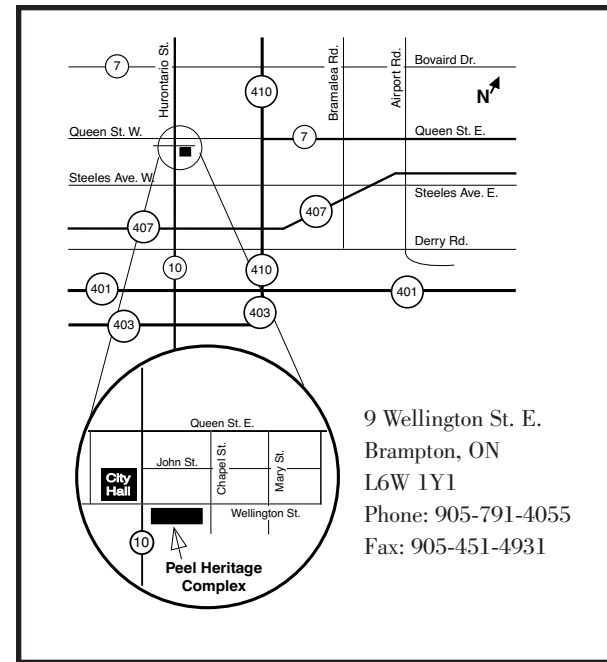 Hurontario St.
Bramalea Rd.
Airport Rd.
7
Bovaird Dr.
410
N
Queen St. W.
7
Queen St. E.
Steeles Ave. W.
Steeles Ave. E.
407
407
Derry Rd.
10
410
401
401
403
403
Queen St. E.
John St.
Chapel St.
Mary St.
City
Hall
Wellington St.
10
Peel Heritage
Complex
9 Wellington St. E.
Brampton, ON
L6W 1Y1
Phone: 905-791-4055
Fax: 905-451-4931